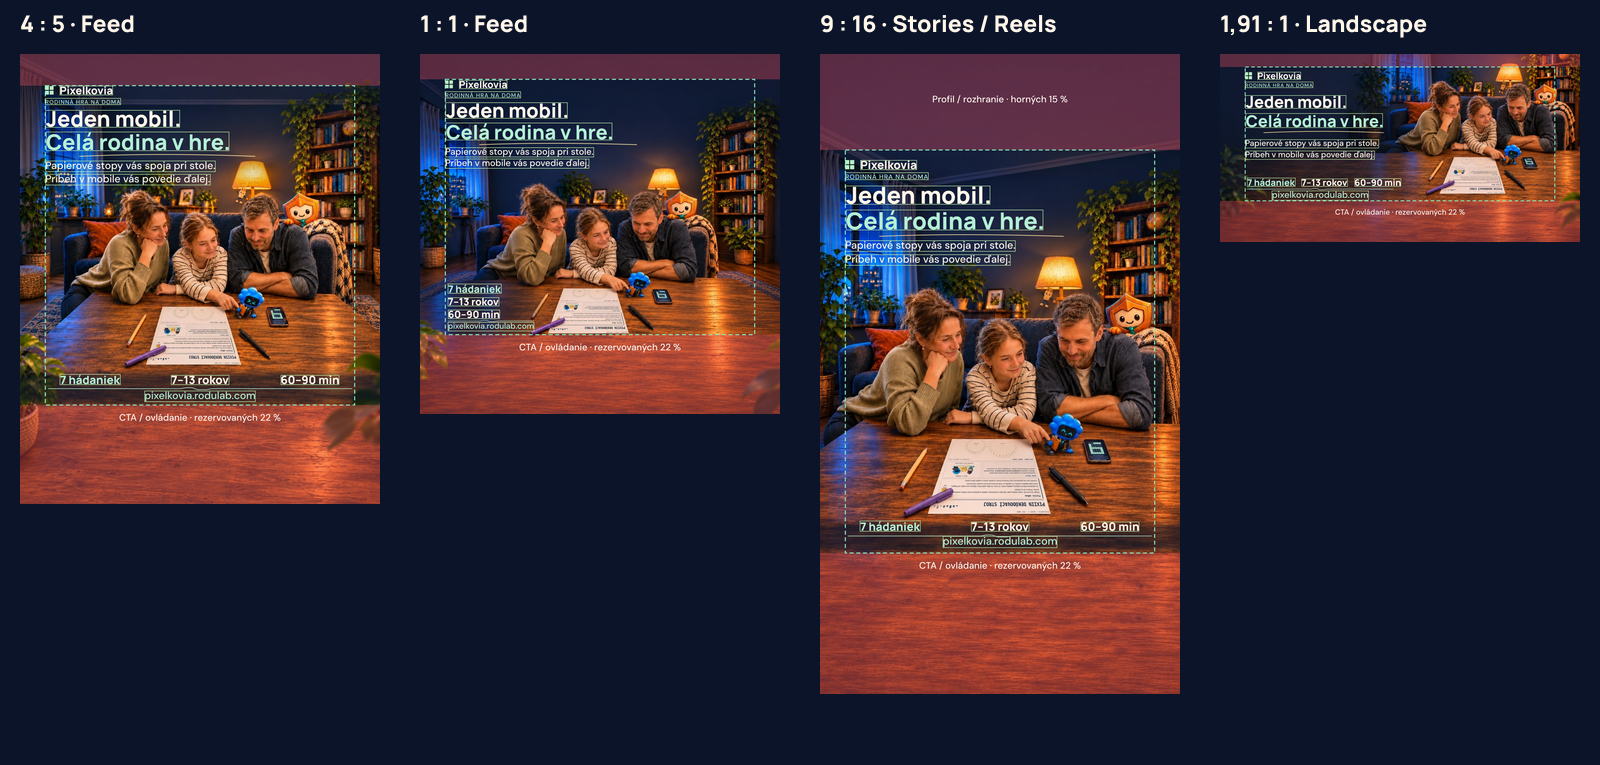 4 : 5 · Feed
Pixelkovia
RODINNÁ HRA NA DOMA
Jeden mobil.
Celá rodina v hre.
Papierové stopy vás spoja pri stole.
Príbeh v mobile vás povedie ďalej.
7 hádaniek
7–13 rokov
60–90 min
pixelkovia.rodulab.com
CTA / ovládanie · rezervovaných 22 %
1 : 1 · Feed
Pixelkovia
RODINNÁ HRA NA DOMA
Jeden mobil.
Celá rodina v hre.
Papierové stopy vás spoja pri stole.
Príbeh v mobile vás povedie ďalej.
7 hádaniek
7–13 rokov
60–90 min
pixelkovia.rodulab.com
CTA / ovládanie · rezervovaných 22 %
9 : 16 · Stories / Reels
Profil / rozhranie · horných 15 %
Pixelkovia
RODINNÁ HRA NA DOMA
Jeden mobil.
Celá rodina v hre.
Papierové stopy vás spoja pri stole.
Príbeh v mobile vás povedie ďalej.
7 hádaniek
7–13 rokov
60–90 min
pixelkovia.rodulab.com
CTA / ovládanie · rezervovaných 22 %
1,91 : 1 · Landscape
Pixelkovia
RODINNÁ HRA NA DOMA
Jeden mobil.
Celá rodina v hre.
Papierové stopy vás spoja pri stole.
Príbeh v mobile vás povedie ďalej.
7 hádaniek
7–13 rokov
60–90 min
pixelkovia.rodulab.com
CTA / ovládanie · rezervovaných 22 %